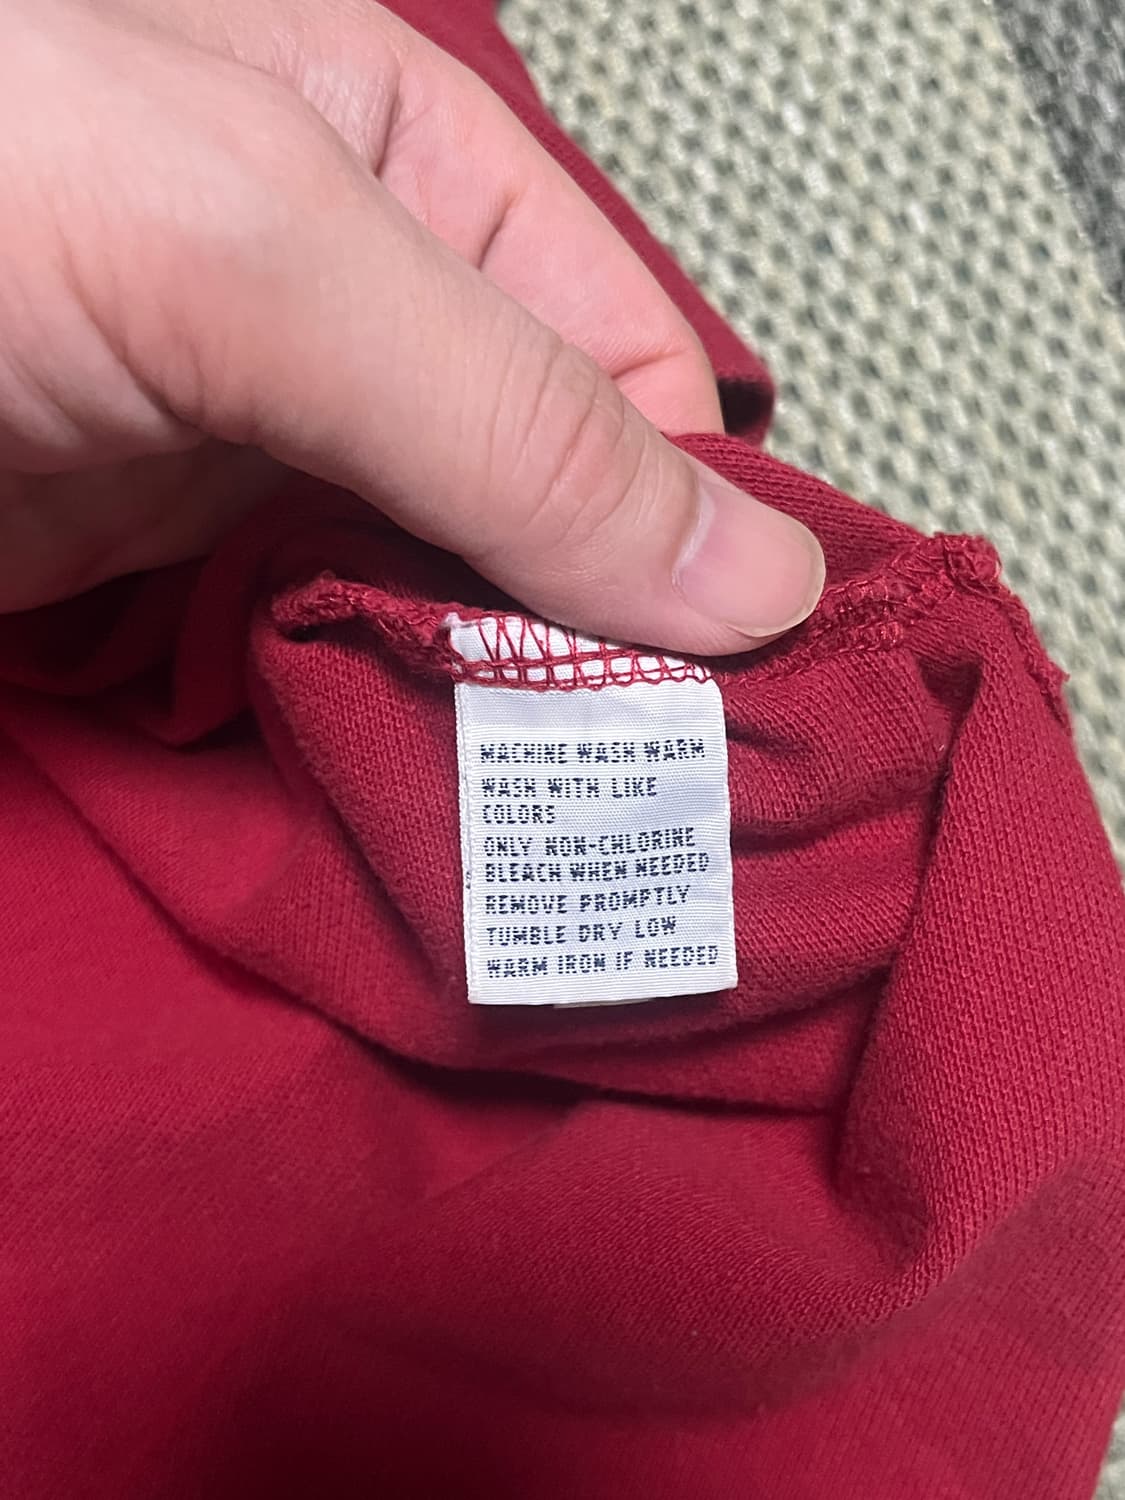 MACHINE WASH WARM
WASH WITH LIKE
COLORS
ONLY NON-CHLORINE
BLEACH WHEN NEEDED
REMOVE PROMPTLY
TUMBLE DRY LOW
WARM IRON IF NEEDED